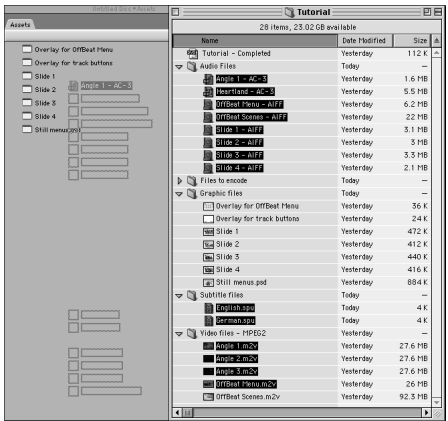 Untitled Doc • Assets
Assets
Overlay for OffBeat Menu
Overlay for track buttons
Slide 1
Slide 2
Slide 3
Slide 4
Still menus.psd
Angle 1 - AC-3
Tutorial
28 items, 23.02 GB available
Name Date Modified Size
Tutorial - Completed Yesterday 112 K
Audio Files Today –
Angle 1 - AC-3 Yesterday 1.6 MB
Heartland - AC-3 Yesterday 5.5 MB
OffBeat Menu - AIFF Yesterday 6.2 MB
OffBeat Scenes - AIFF Yesterday 22 MB
Slide 1 - AIFF Yesterday 3.1 MB
Slide 2 - AIFF Yesterday 3 MB
Slide 3 - AIFF Yesterday 3.3 MB
Slide 4 - AIFF Yesterday 2.1 MB
Files to encode Today –
Graphic files Today –
Overlay for OffBeat Menu Yesterday 36 K
Overlay for track buttons Yesterday 24 K
Slide 1 Yesterday 472 K
Slide 2 Yesterday 412 K
Slide 3 Yesterday 440 K
Slide 4 Yesterday 416 K
Still menus.psd Yesterday 884 K
Subtitle files Today –
English.spu Today 4 K
German.spu Today 4 K
Video files - MPEG2 Yesterday –
Angle 1.m2v Yesterday 27.6 MB
Angle 2.m2v Yesterday 27.6 MB
Angle 3.m2v Yesterday 27.6 MB
OffBeat Menu.m2v Yesterday 26 MB
OffBeat Scenes.m2v Yesterday 92.3 MB